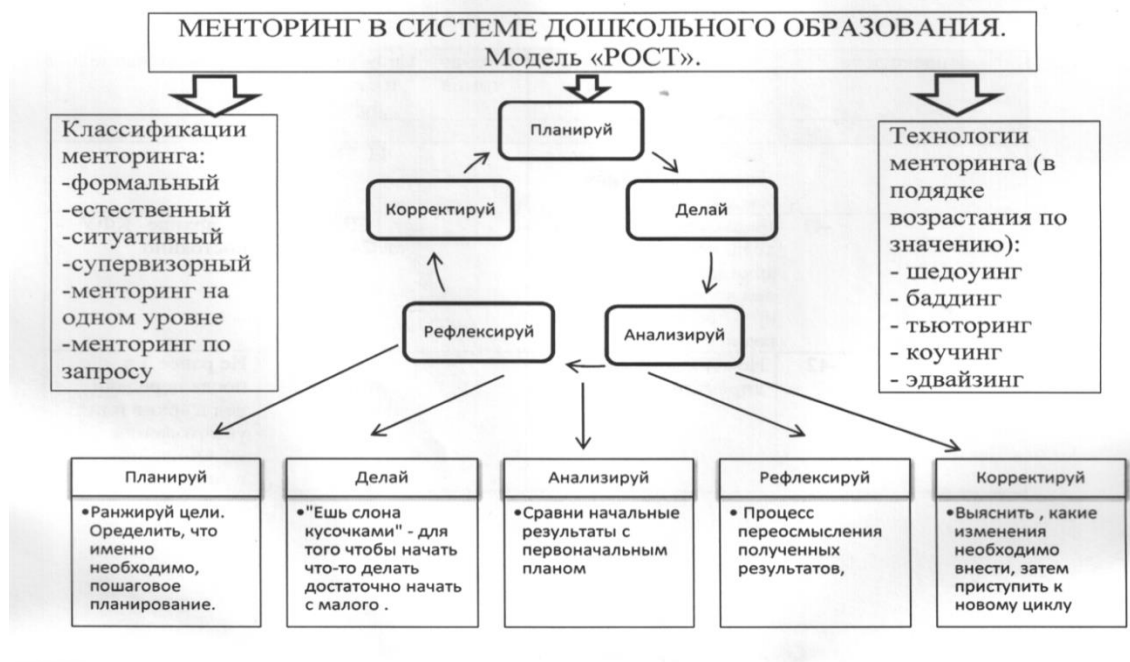 МЕНТОРИНГ В СИСТЕМЕ ДОШКОЛЬНОГО ОБРАЗОВАНИЯ.
Модель «РОСТ».
Классификации
менторинга:
-формальный
-естественный
-ситуативный
-супервизорный
-менторинг на
одном уровне
-менторинг по
запросу
Планируй
Делай
Анализируй
Рефлексируй
Корректируй
Технологии
менторинга (в
подядке
возрастания по
значению):
- шедоуинг
- баддинг
- тьюторинг
- коучинг
- эдвайзинг
Планируй
•Ранжируй цели.
Оределить, что
именно
необходимо,
пошаговое
планирование.
Делай
•"Ешь слона
кусочками" - для
того чтобы начать
что-то делать
достаточно начать
с малого .
Анализируй
•Сравни начальные
результаты с
первоначальным
планом
Рефлексируй
• Процесс
переосмысления
полученных
результатов,
Корректируй
•Выяснить , какие
изменения
необходимо
внести, затем
приступить к
новому циклу